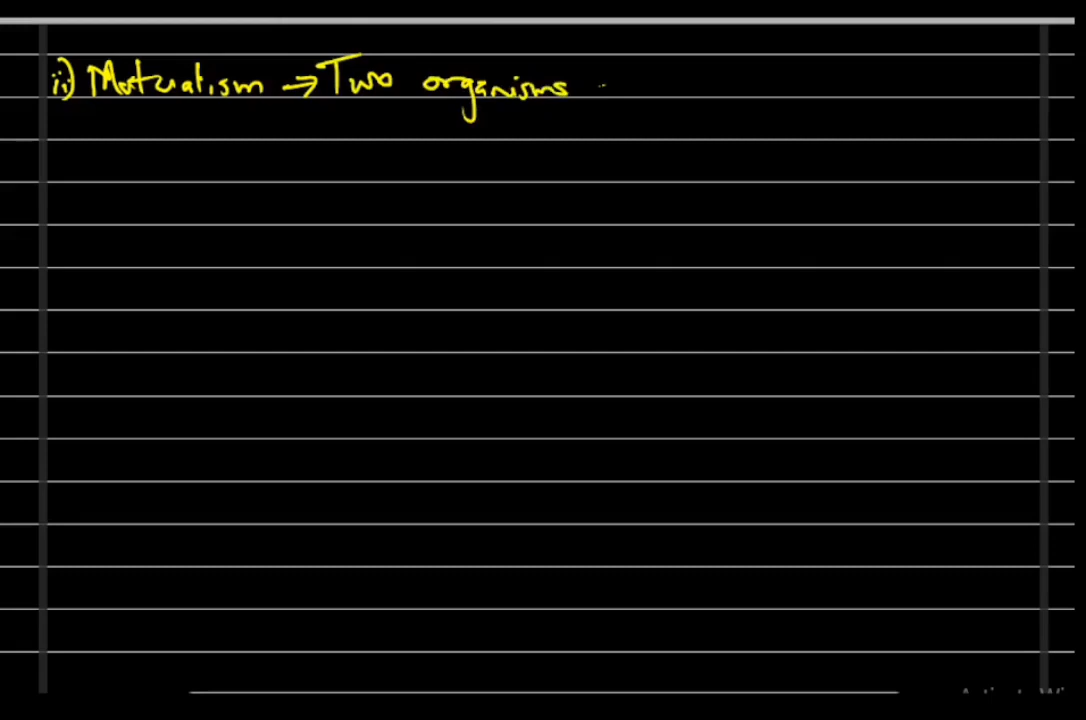 ii) Mutualism → Two organisms